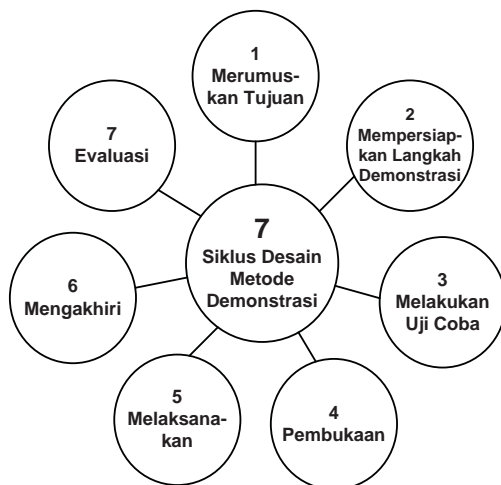 1
Merumus-
kan Tujuan
2
Mempersiap-
kan Langkah
Demonstrasi
3
Melakukan
Uji Coba
4
Pembukaan
5
Melaksana-
kan
6
Mengakhiri
7
Evaluasi
7
Siklus Desain
Metode
Demonstrasi